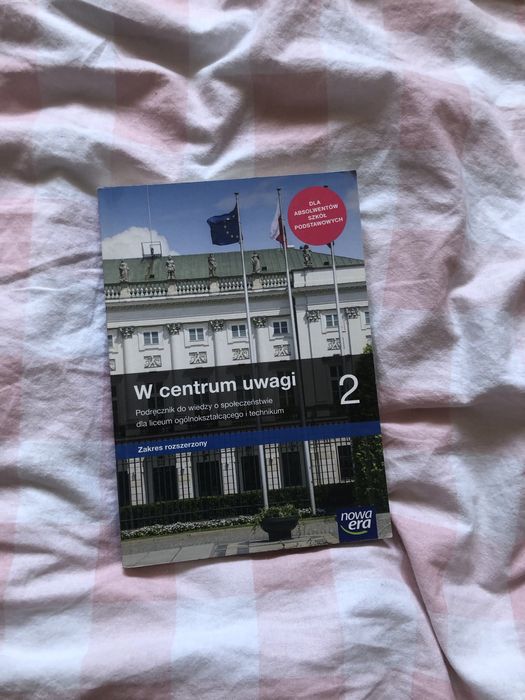 DLA
ABSOLWENTÓW
SZKÓŁ
PODSTAWOWYCH
W centrum uwagi
2
Podręcznik do wiedzy o społeczeństwie
dla liceum ogólnokształcącego i technikum
Zakres rozszerzony
nowa
era